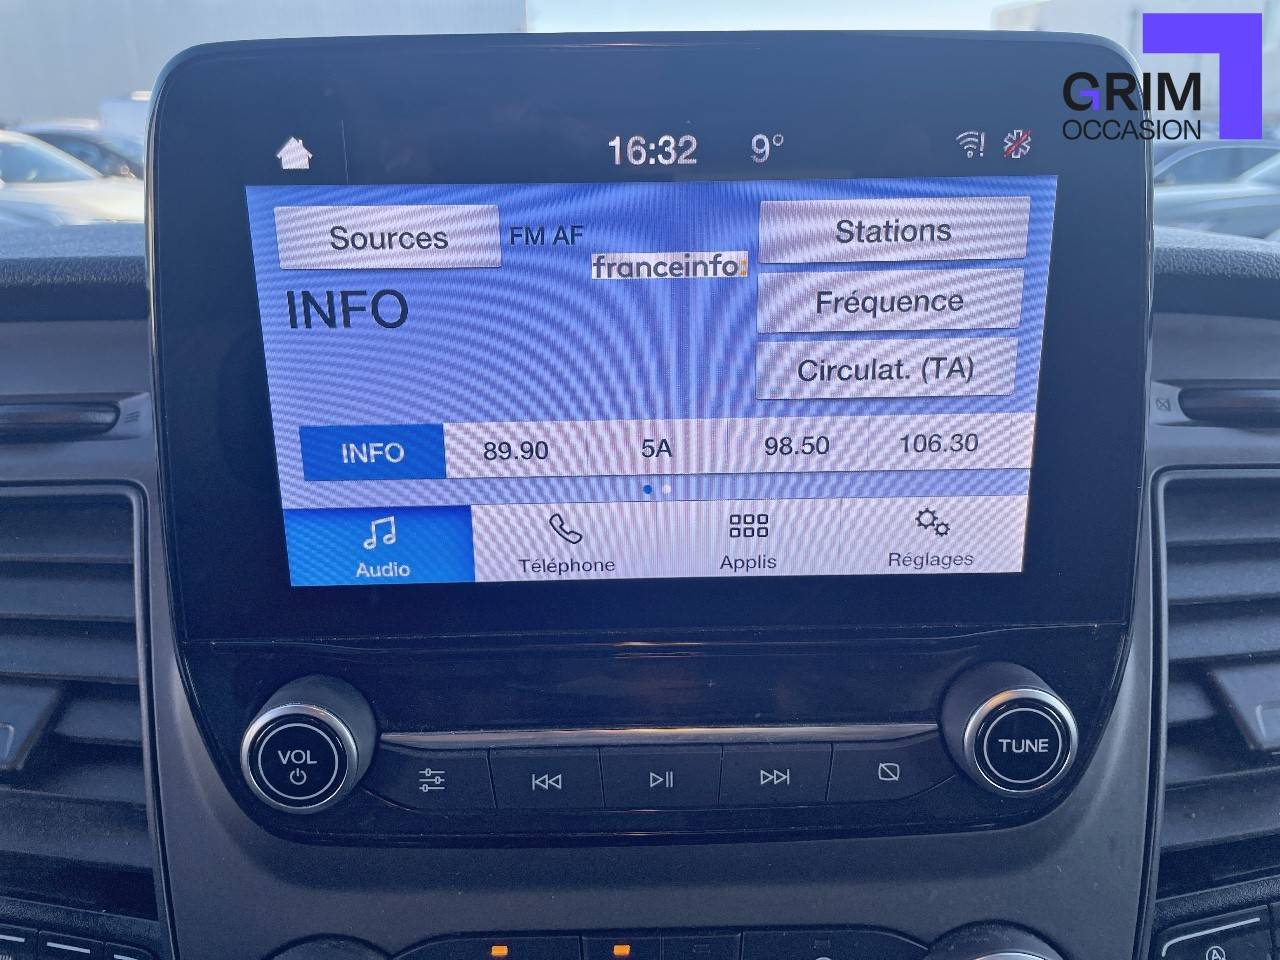 GRIM
OCCASION
16:32 9°
Sources FM AF
franceinfo:
INFO
Stations
Fréquence
Circulat. (TA)
INFO 89.90 5A 98.50 106.30
Audio Téléphone Applis Réglages
VOL
TUNE
A